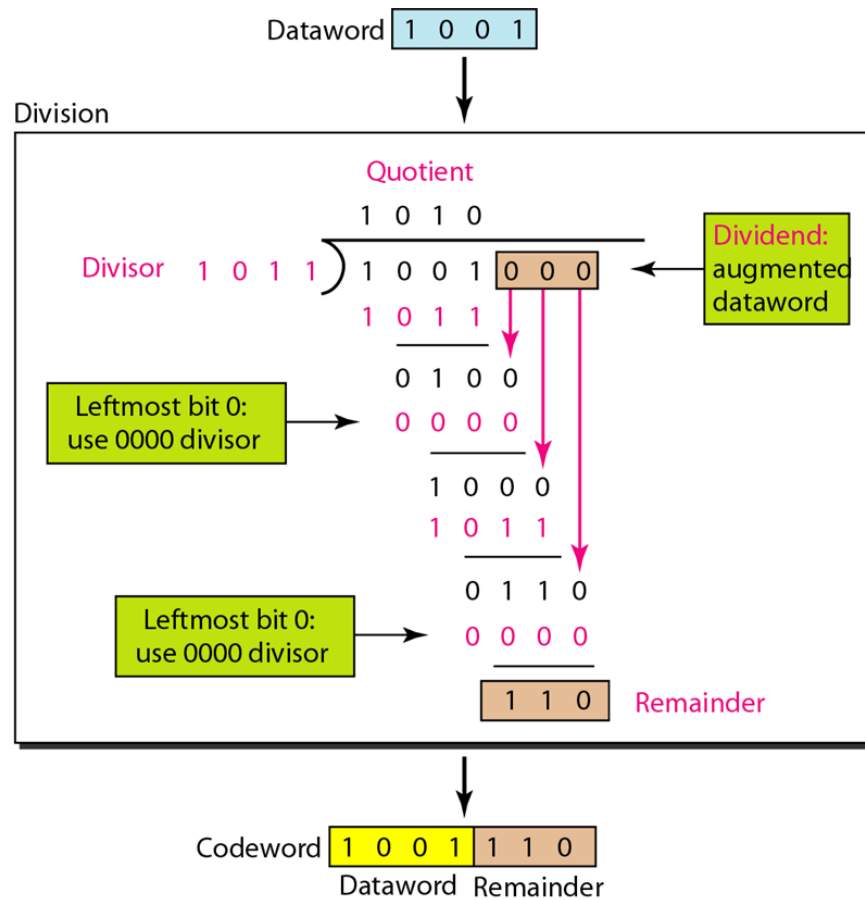 Dataword 1 0 0 1
Division
Quotient
1 0 1 0
Divisor 1 0 1 1 1 0 0 1 0 0 0
Dividend:
augmented
dataword
1 0 1 1
0 1 0 0
Leftmost bit 0:
use 0000 divisor
0 0 0 0
1 0 0 0
1 0 1 1
0 1 1 0
Leftmost bit 0:
use 0000 divisor
0 0 0 0
1 1 0 Remainder
Codeword 1 0 0 1 1 1 0
Dataword Remainder